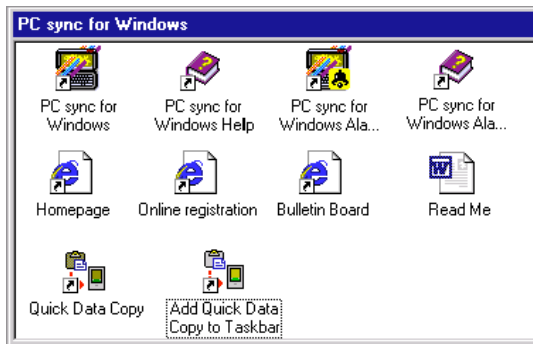 PC sync for Windows
PC sync for Windows
PC sync for Windows Help
PC sync for Windows Ala...
PC sync for Windows Ala...
Homepage
Online registration
Bulletin Board
Read Me
Quick Data Copy
Add Quick Data Copy to Taskbar